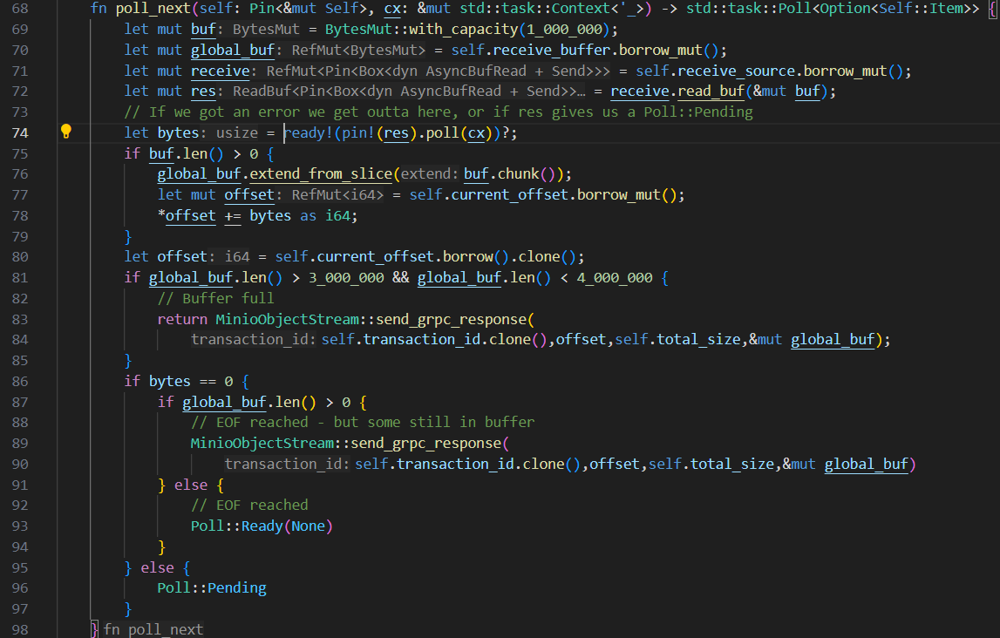 68 fn poll_next(self: Pin<&mut Self>, cx: &mut std::task::Context<'_>) -> std::task::Poll<Option<Self::Item>> {
69 let mut buf: BytesMut = BytesMut::with_capacity(1_000_000);
70 let mut global_buf: RefMut<BytesMut> = self.receive_buffer.borrow_mut();
71 let mut receive: RefMut<Pin<Box<dyn AsyncBufRead + Send>>> = self.receive_source.borrow_mut();
72 let mut res: ReadBuf<Pin<Box<dyn AsyncBufRead + Send>>… = receive.read_buf(&mut buf);
73 // If we got an error we get outta here, or if res gives us a Poll::Pending
74 let bytes: usize = ready!(pin!(res).poll(cx))?;
75 if buf.len() > 0 {
76 global_buf.extend_from_slice(extend: buf.chunk());
77 let mut offset: RefMut<i64> = self.current_offset.borrow_mut();
78 *offset += bytes as i64;
79 }
80 let offset: i64 = self.current_offset.borrow().clone();
81 if global_buf.len() > 3_000_000 && global_buf.len() < 4_000_000 {
82 // Buffer full
83 return MinioObjectStream::send_grpc_response(
84 transaction_id: self.transaction_id.clone(),offset,self.total_size,&mut global_buf);
85 }
86 if bytes == 0 {
87 if global_buf.len() > 0 {
88 // EOF reached - but some still in buffer
89 MinioObjectStream::send_grpc_response(
90 transaction_id: self.transaction_id.clone(),offset,self.total_size,&mut global_buf)
91 } else {
92 // EOF reached
93 Poll::Ready(None)
94 }
95 } else {
96 Poll::Pending
97 }
98 } fn poll_next